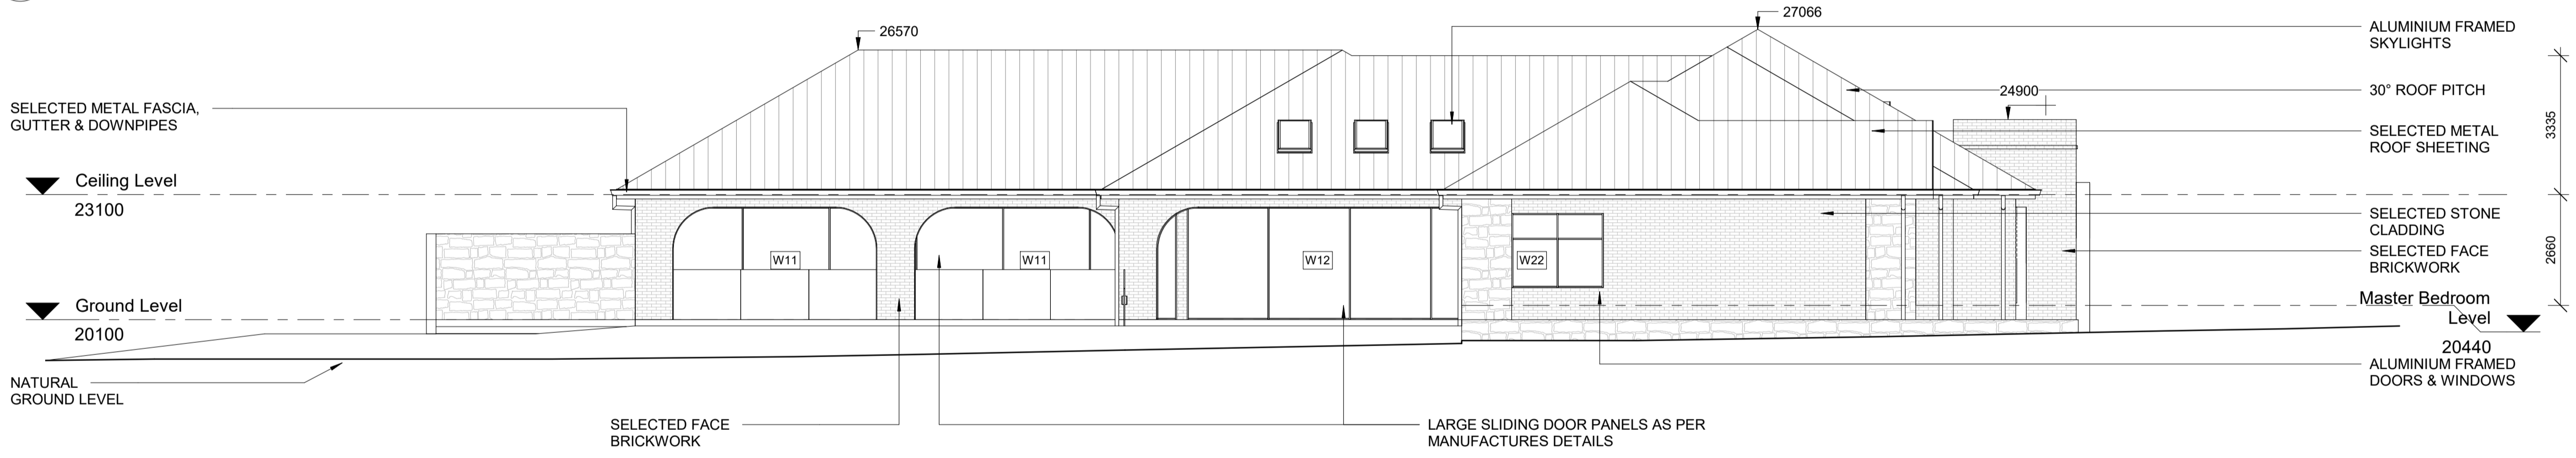 26570
27066
ALUMINIUM FRAMED
SKYLIGHTS
30° ROOF PITCH
24900
SELECTED METAL FASCIA,
GUTTER & DOWNPIPES
3335
SELECTED METAL
ROOF SHEETING
Ceiling Level
23100
SELECTED STONE
CLADDING
SELECTED FACE
BRICKWORK
2660
W11
W11
W12
W22
Ground Level
20100
Master Bedroom
Level
20440
ALUMINIUM FRAMED
DOORS & WINDOWS
NATURAL
GROUND LEVEL
SELECTED FACE
BRICKWORK
LARGE SLIDING DOOR PANELS AS PER
MANUFACTURES DETAILS